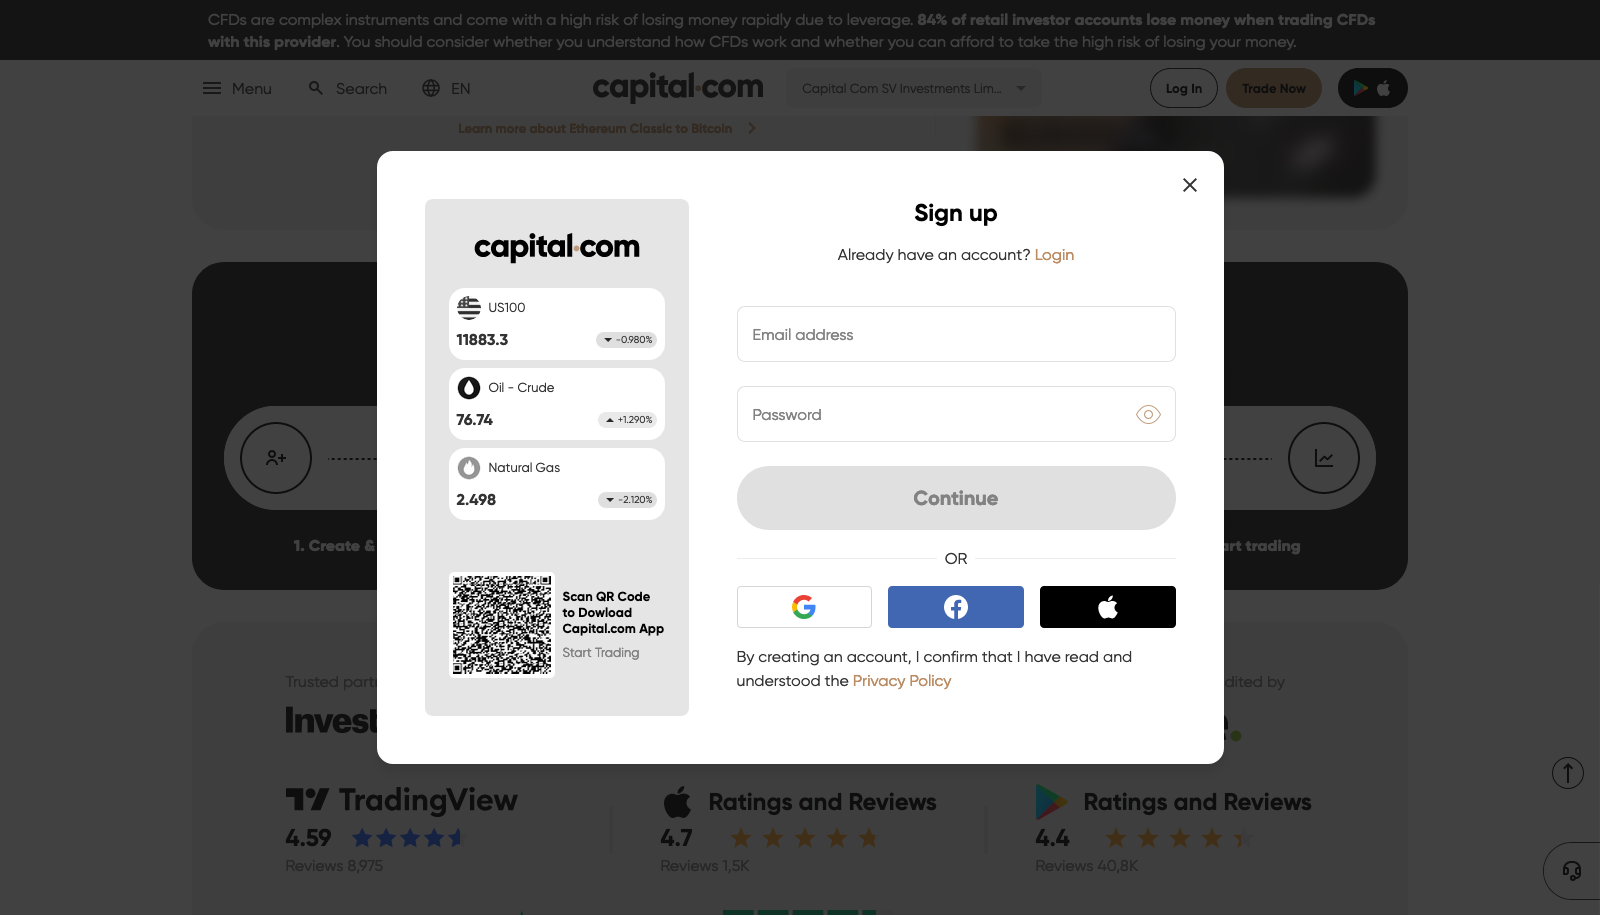 CFDs are complex instruments and come with a high risk of losing money rapidly due to leverage. 84% of retail investor accounts lose money when trading CFDs
with this provider. You should consider whether you understand how CFDs work and whether you can afford to take the high risk of losing your money.
Menu
Search
EN
capital.com
Capital Com SV Investments Lim...
Log In
Trade Now
Learn more about Ethereum Classic to Bitcoin
Sign up
Already have an account? Login
capital.com
US100
11883.3
-0.980%
Oil - Crude
76.74
+1.290%
Natural Gas
2.498
-2.120%
Scan QR Code
to Dowload
Capital.com App
Start Trading
Email address
Password
Continue
OR
By creating an account, I confirm that I have read and
understood the Privacy Policy
1. Create &
trading
Trusted
by
TradingView
4.59
Reviews 8,975
Ratings and Reviews
4.7
Reviews 1,5K
Ratings and Reviews
4.4
Reviews 40,8K